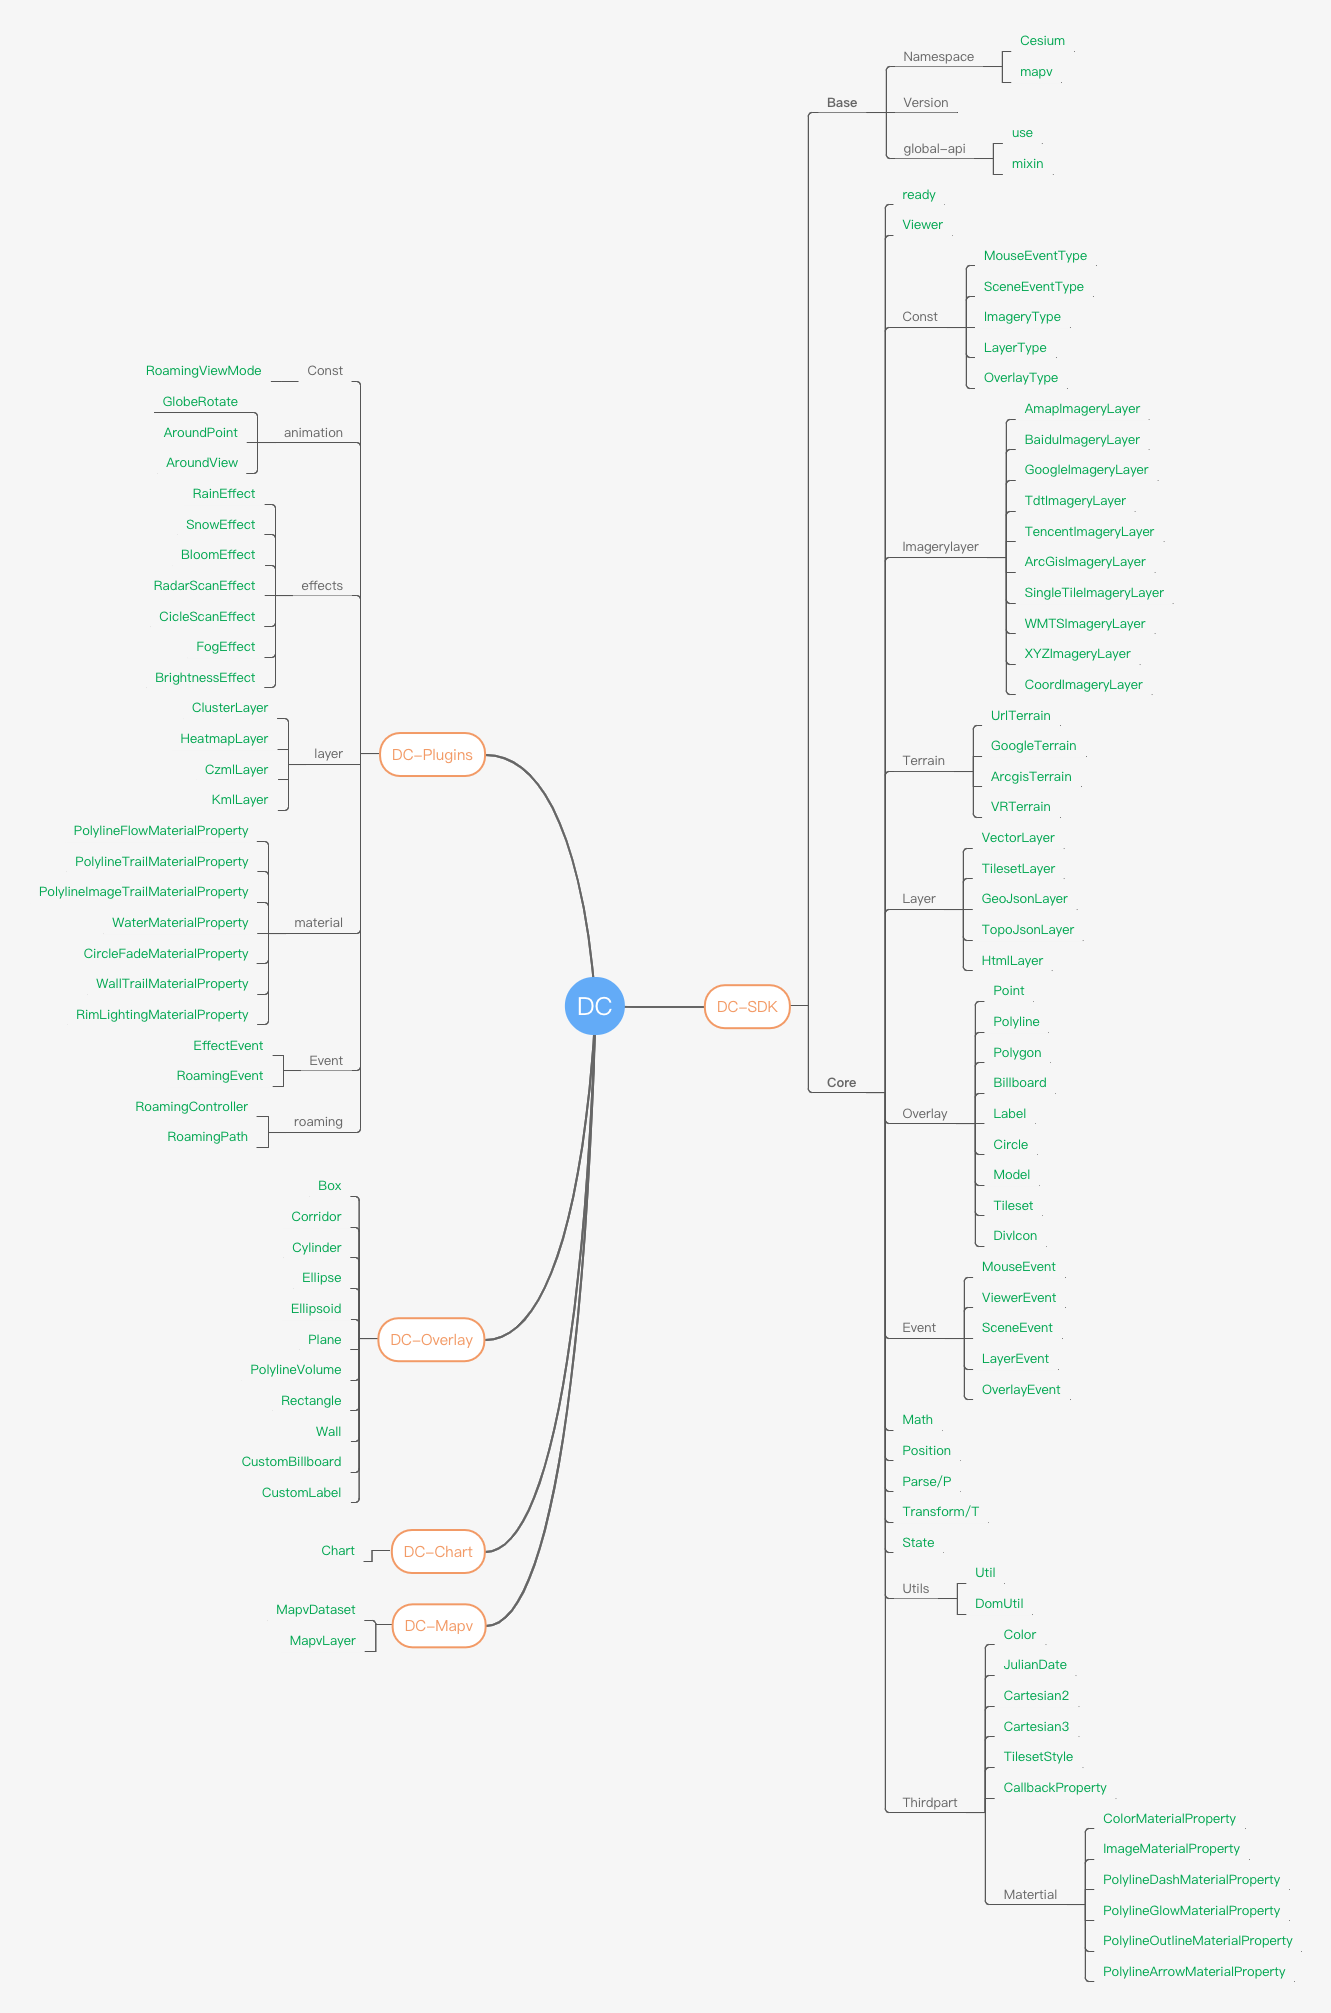 DC
DC-Plugins
Const
RoamingViewMode
animation
GlobeRotate
AroundPoint
AroundView
effects
RainEffect
SnowEffect
BloomEffect
RadarScanEffect
CicleScanEffect
FogEffect
BrightnessEffect
layer
ClusterLayer
HeatmapLayer
CzmlLayer
KmlLayer
material
PolylineFlowMaterialProperty
PolylineTrailMaterialProperty
PolylineImageTrailMaterialProperty
WaterMaterialProperty
CircleFadeMaterialProperty
WallTrailMaterialProperty
RimLightingMaterialProperty
Event
EffectEvent
RoamingEvent
roaming
RoamingController
RoamingPath
DC-Overlay
Box
Corridor
Cylinder
Ellipse
Ellipsoid
Plane
PolylineVolume
Rectangle
Wall
CustomBillboard
CustomLabel
DC-Chart
Chart
DC-Mapv
MapvDataset
MapvLayer
DC-SDK
Base
Namespace
Cesium
mapv
Version
global-api
use
mixin
Core
ready
Viewer
Const
MouseEventType
SceneEventType
ImageryType
LayerType
OverlayType
Imagerylayer
AmapImageryLayer
BaiduImageryLayer
GoogleImageryLayer
TdtImageryLayer
TencentImageryLayer
ArcGisImageryLayer
SingleTileImageryLayer
WMTSImageryLayer
XYZImageryLayer
CoordImageryLayer
Terrain
UrlTerrain
GoogleTerrain
ArcgisTerrain
VRTerrain
Layer
VectorLayer
TilesetLayer
GeoJsonLayer
TopoJsonLayer
HtmlLayer
Overlay
Point
Polyline
Polygon
Billboard
Label
Circle
Model
Tileset
DivIcon
Event
MouseEvent
ViewerEvent
SceneEvent
LayerEvent
OverlayEvent
Math
Position
Parse/P
Transform/T
State
Utils
Util
DomUtil
Thirdpart
Color
JulianDate
Cartesian2
Cartesian3
TilesetStyle
CallbackProperty
Matertial
ColorMaterialProperty
ImageMaterialProperty
PolylineDashMaterialProperty
PolylineGlowMaterialProperty
PolylineOutlineMaterialProperty
PolylineArrowMaterialProperty